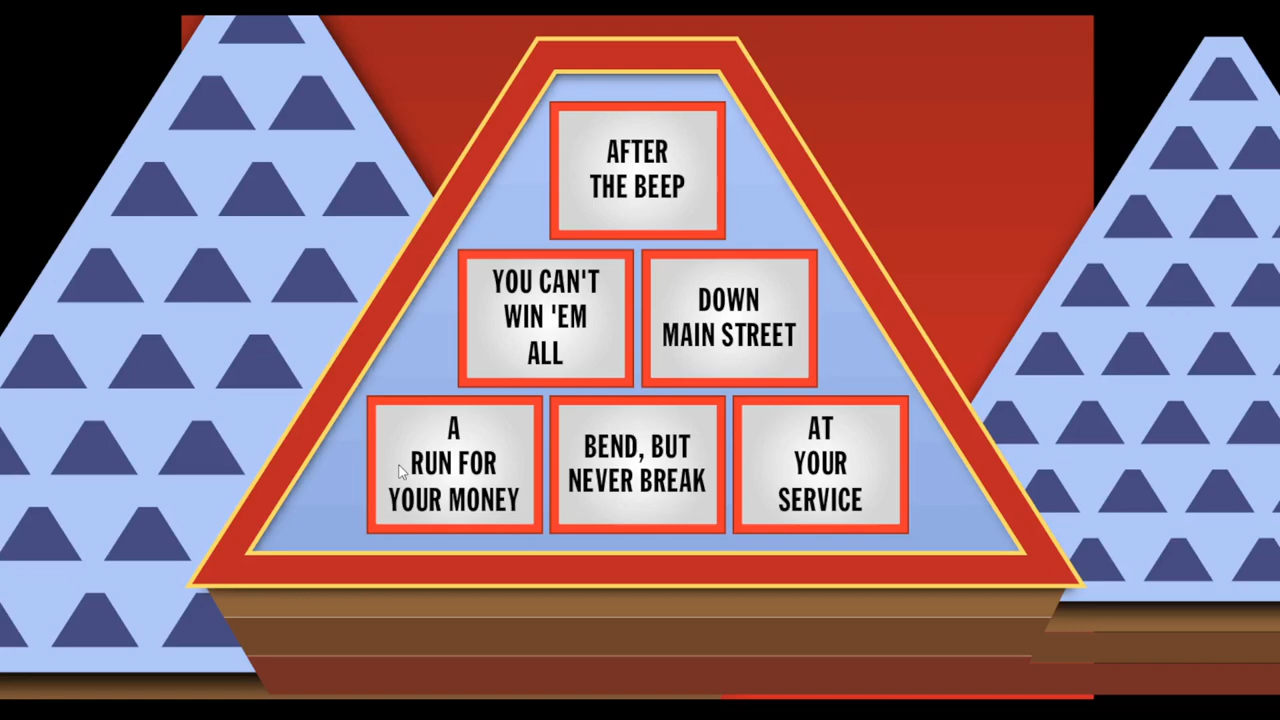 AFTER
THE BEEP
YOU CAN'T
WIN 'EM
ALL
DOWN
MAIN STREET
A
RUN FOR
YOUR MONEY
BEND, BUT
NEVER BREAK
AT
YOUR
SERVICE